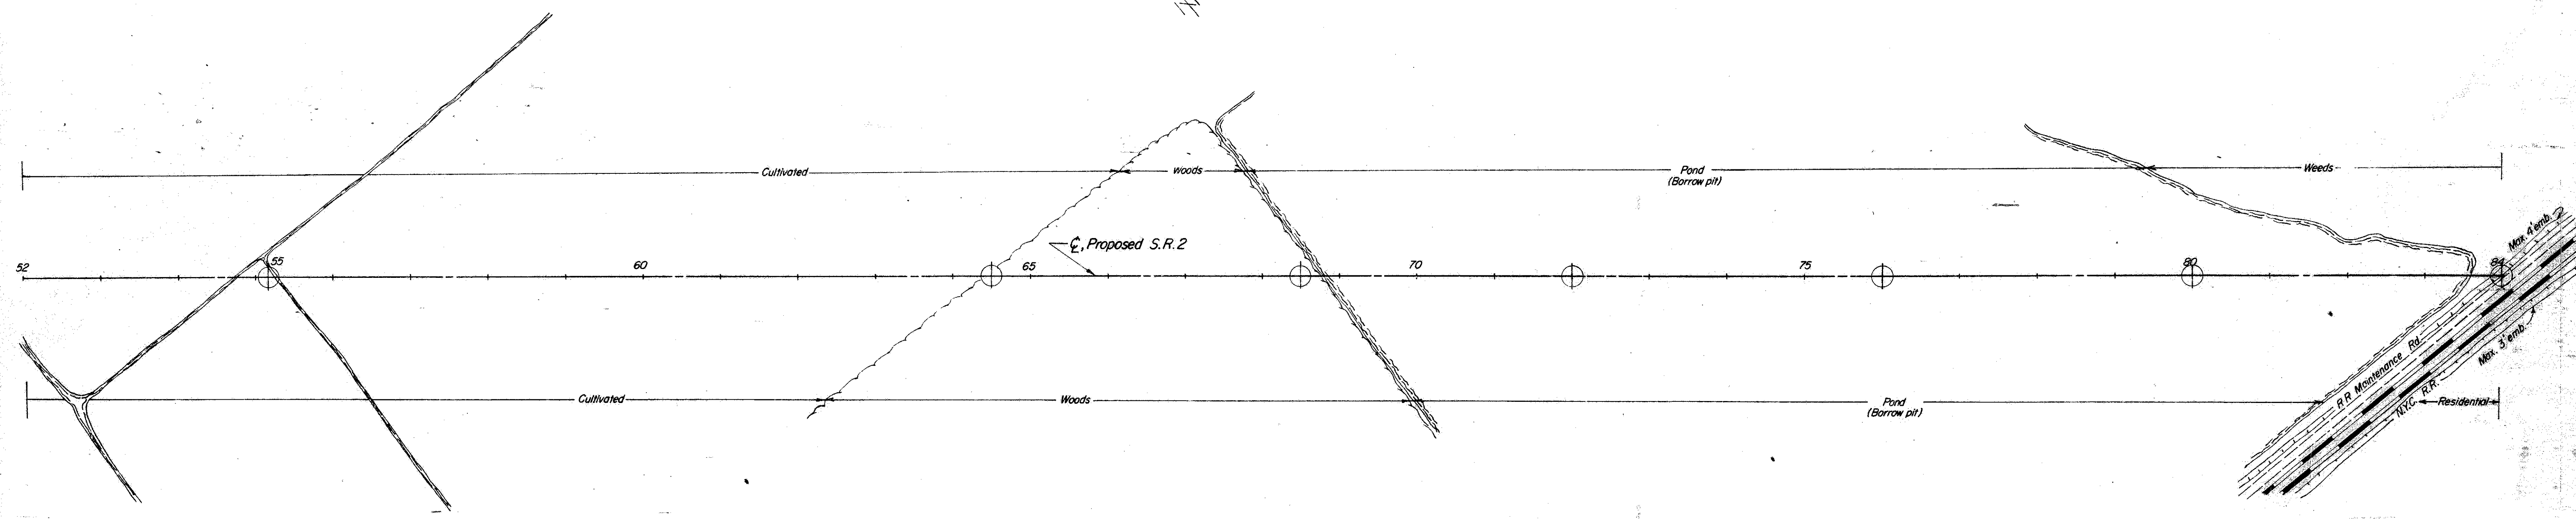 Cultivated
Woods
Pond
(Borrow pit)
Weeds
Max. 4' emb.
℄, Proposed S.R. 2
52
55
60
65
70
75
80
84
R.R. Maintenance Rd.
N.Y.C. R.R.
Max. 3' emb.
Cultivated
Woods
Pond
(Borrow pit)
Residential